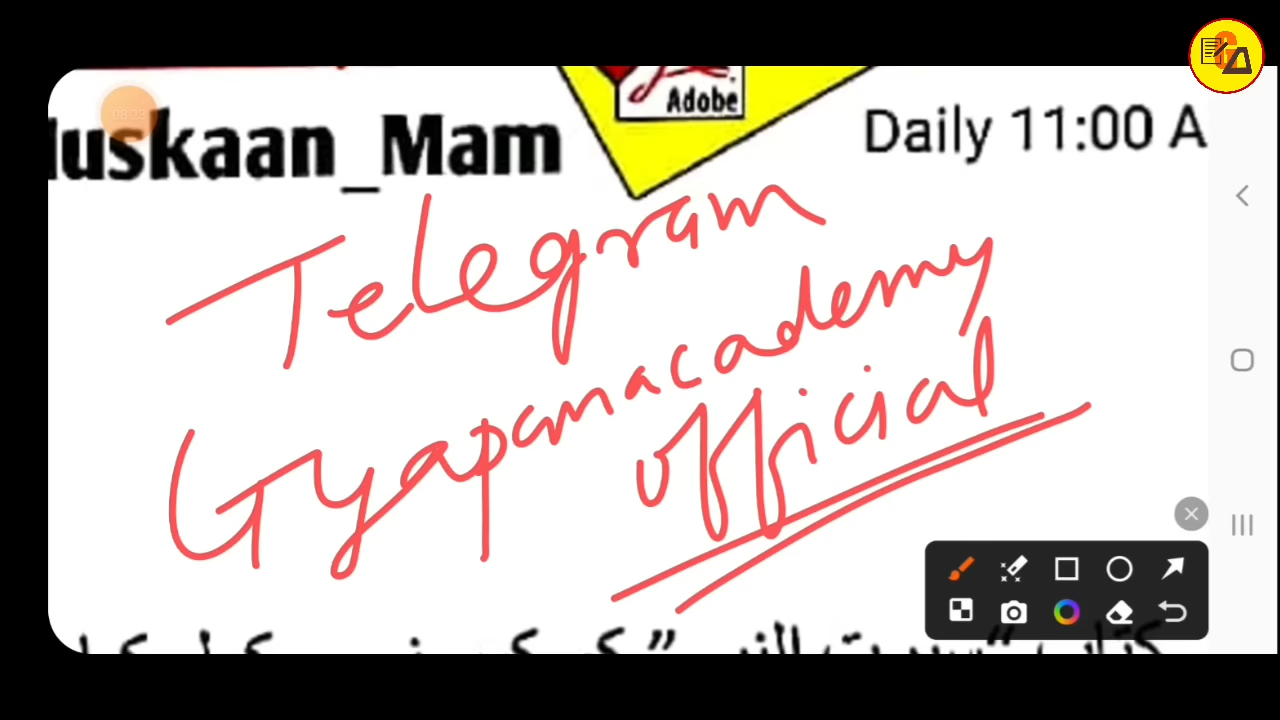 Adobe
luskaan_Mam
Daily 11:00 A
Telegram
Gyapamacademy
official